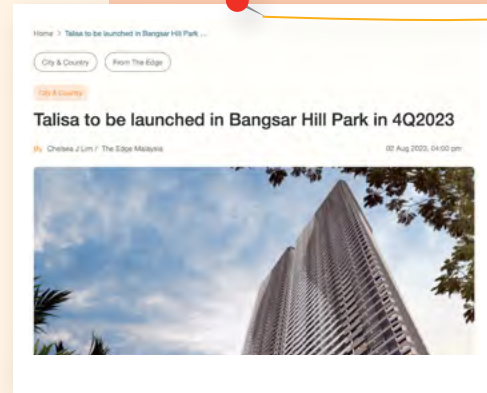 Home > Talisa to be launched in Bangsar Hill Park ...
City & Country From The Edge
City & Country
Talisa to be launched in Bangsar Hill Park in 4Q2023
By Chelsea J Lim / The Edge Malaysia 02 Aug 2023, 04:00 pm